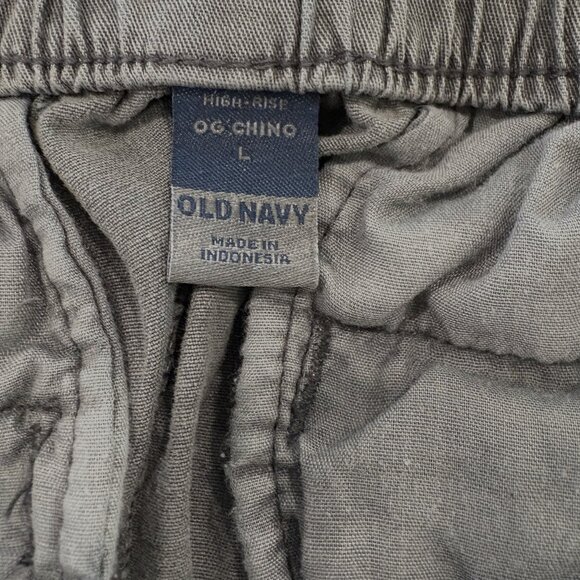 HIGH-RISE
OG CHINO
L
OLD NAVY
MADE IN
INDONESIA